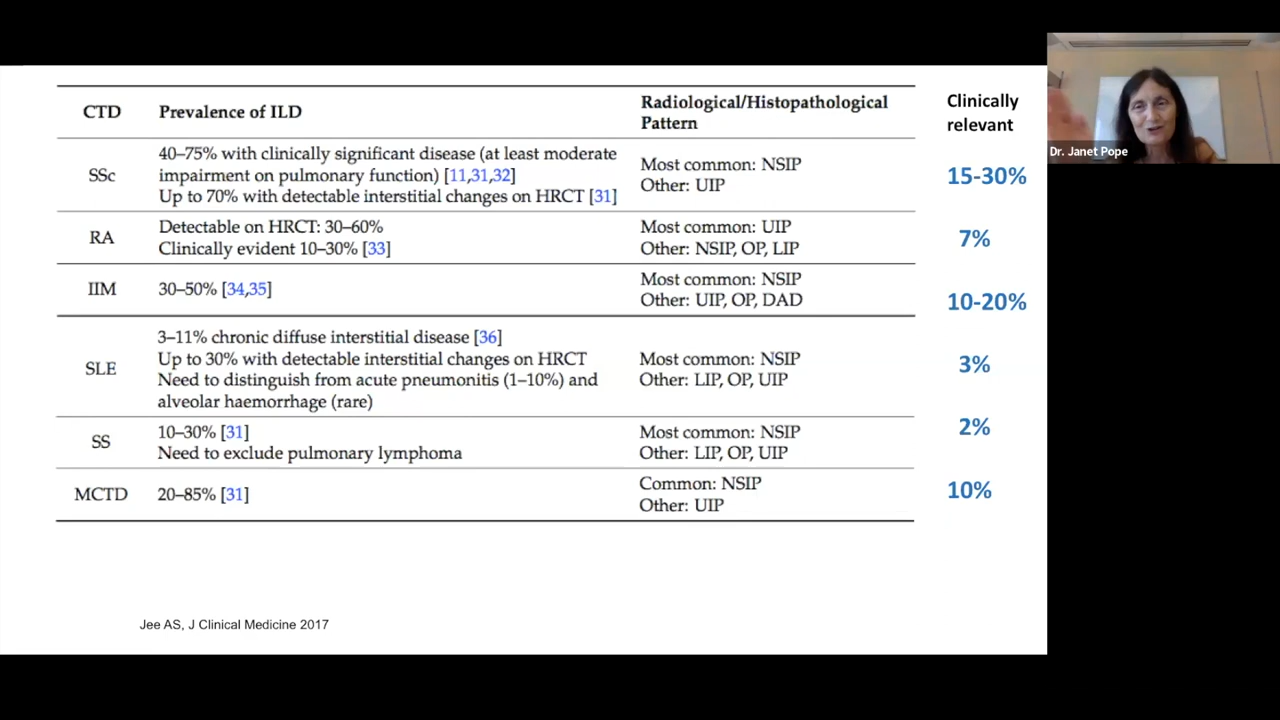 CTD Prevalence of ILD Radiological/Histopathological Pattern Clinically relevant
SSc
40–75% with clinically significant disease (at least moderate
impairment on pulmonary function) [11,31,32]
Up to 70% with detectable interstitial changes on HRCT [31]
Most common: NSIP
Other: UIP
15-30%
RA
Detectable on HRCT: 30–60%
Clinically evident 10–30% [33]
Most common: UIP
Other: NSIP, OP, LIP
7%
IIM
30–50% [34,35]
Most common: NSIP
Other: UIP, OP, DAD
10-20%
SLE
3–11% chronic diffuse interstitial disease [36]
Up to 30% with detectable interstitial changes on HRCT
Need to distinguish from acute pneumonitis (1–10%) and
alveolar haemorrhage (rare)
Most common: NSIP
Other: LIP, OP, UIP
3%
SS
10–30% [31]
Need to exclude pulmonary lymphoma
Most common: NSIP
Other: LIP, OP, UIP
2%
MCTD
20–85% [31]
Common: NSIP
Other: UIP
10%
Jee AS, J Clinical Medicine 2017
Dr. Janet Pope